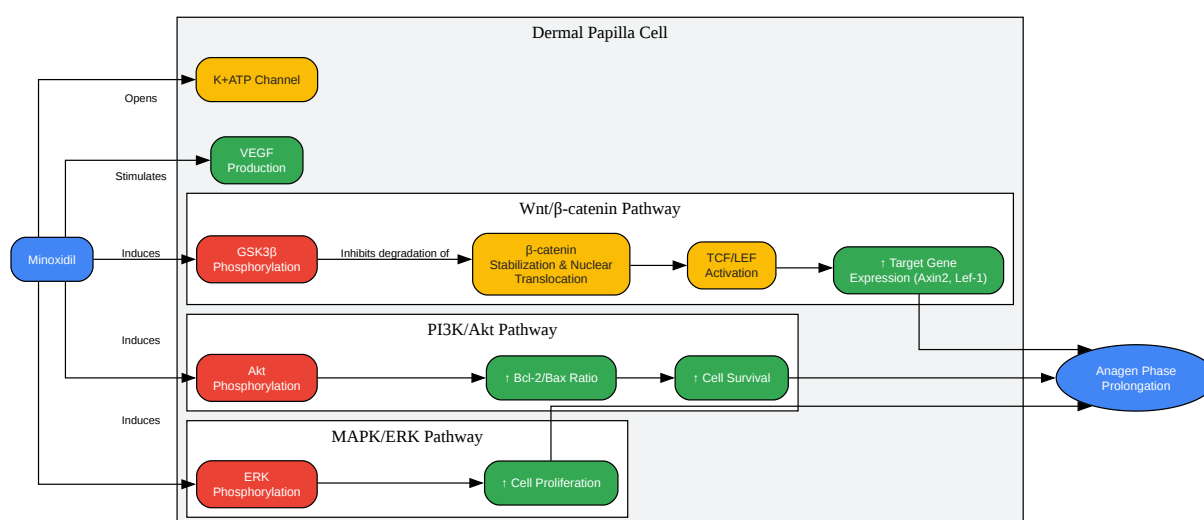 Dermal Papilla Cell
K+ATP Channel
Opens
VEGF
Production
Stimulates
Wnt/β-catenin Pathway
Minoxidil
Induces
GSK3β
Phosphorylation
Inhibits degradation of
β-catenin
Stabilization & Nuclear
Translocation
TCF/LEF
Activation
↑ Target Gene
Expression (Axin2, Lef-1)
PI3K/Akt Pathway
Induces
Akt
Phosphorylation
↑ Bcl-2/Bax Ratio
↑ Cell Survival
Anagen Phase
Prolongation
Induces
MAPK/ERK Pathway
ERK
Phosphorylation
↑ Cell Proliferation